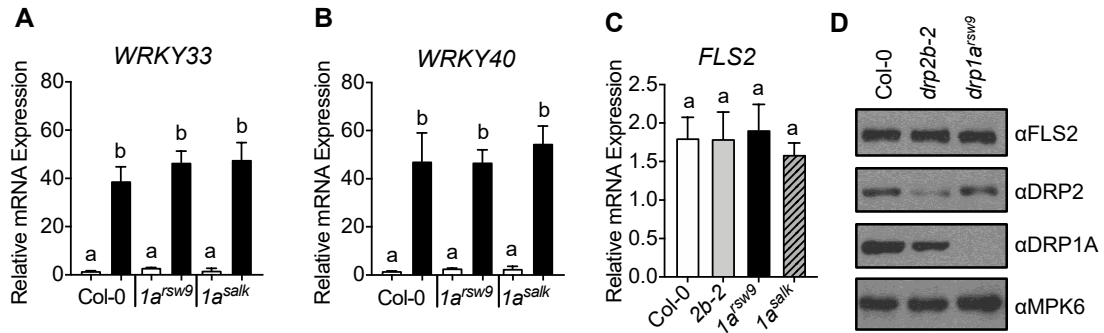 A
WRKY33
Relative mRNA Expression
80
60
40
20
0
a
b
a
b
a
b
Col-0
1a^rsw9
1a^salk
B
WRKY40
Relative mRNA Expression
80
60
40
20
0
a
b
a
b
a
b
Col-0
1a^rsw9
1a^salk
C
FLS2
Relative mRNA Expression
2.5
2.0
1.5
1.0
0.5
0.0
a
a
a
a
Col-0
2b-2
1a^rsw9
1a^salk
D
Col-0
drp2b-2
drp1a^rsw9
αFLS2
αDRP2
αDRP1A
αMPK6